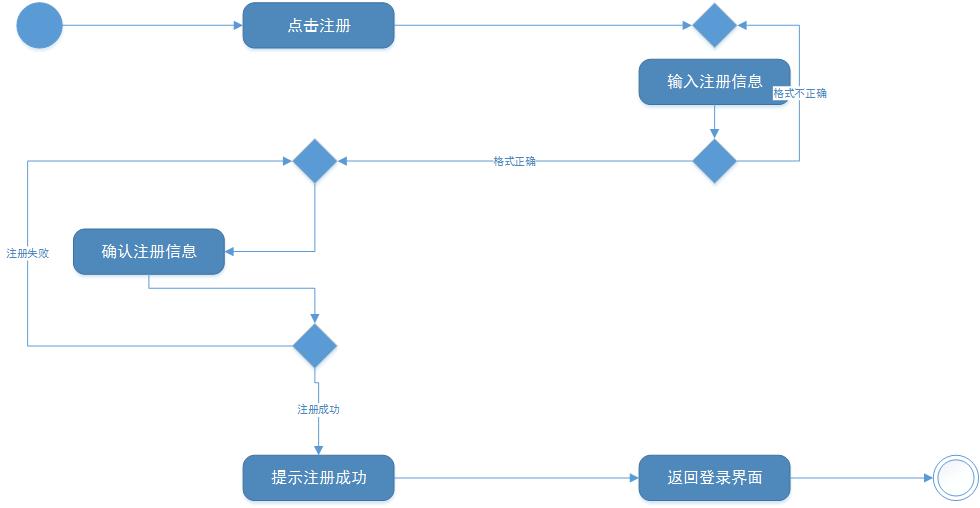 点击注册
输入注册信息
格式不正确
格式正确
确认注册信息
注册失败
注册成功
提示注册成功
返回登录界面